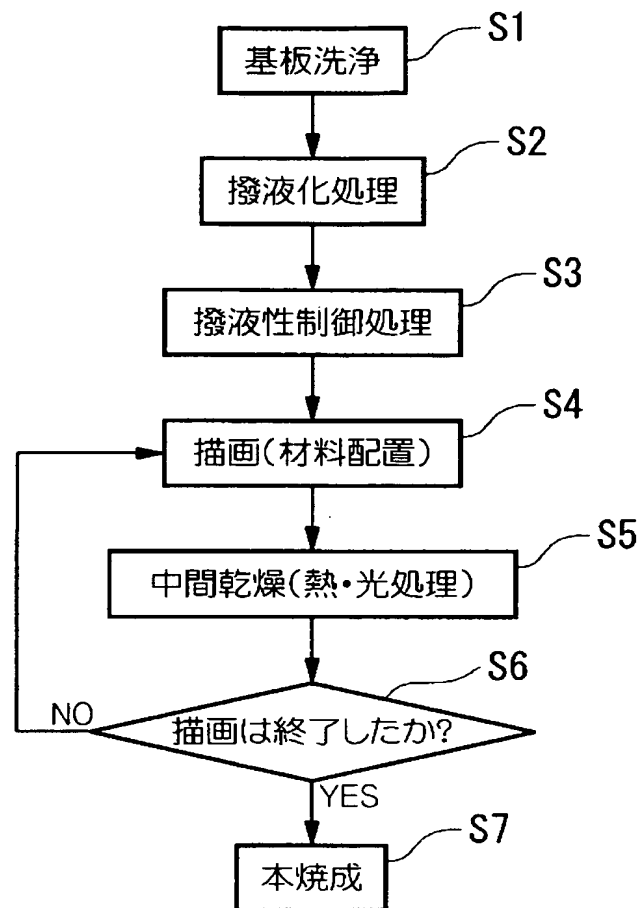 S1
基板洗浄
S2
撥液化処理
S3
撥液性制御処理
S4
描画(材料配置)
S5
中間乾燥(熱・光処理)
S6
描画は終了したか?
NO
YES
S7
本焼成